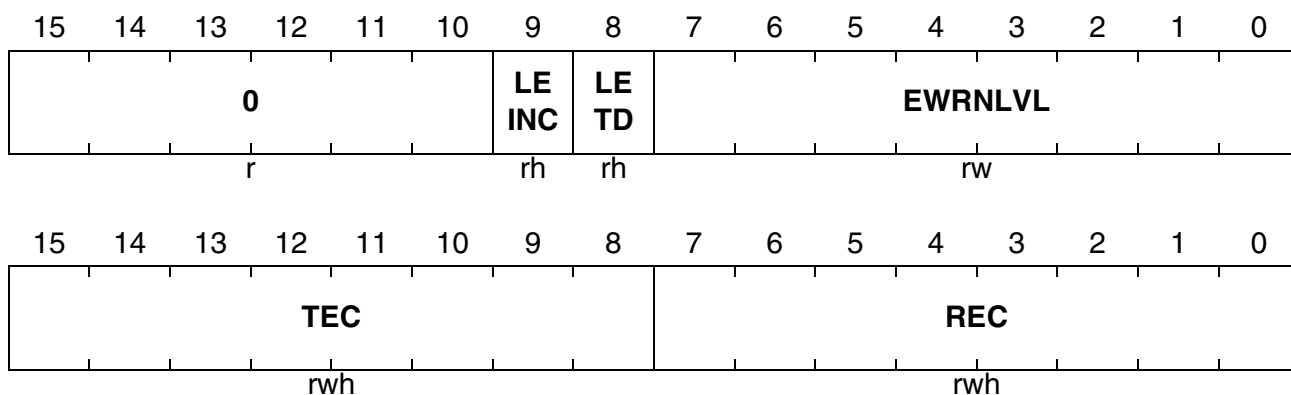 15 14 13 12 11 10 9 8 7 6 5 4 3 2 1 0
0 LE INC LE TD EWRNLVL
r rh rh rw
15 14 13 12 11 10 9 8 7 6 5 4 3 2 1 0
TEC REC
rwh rwh